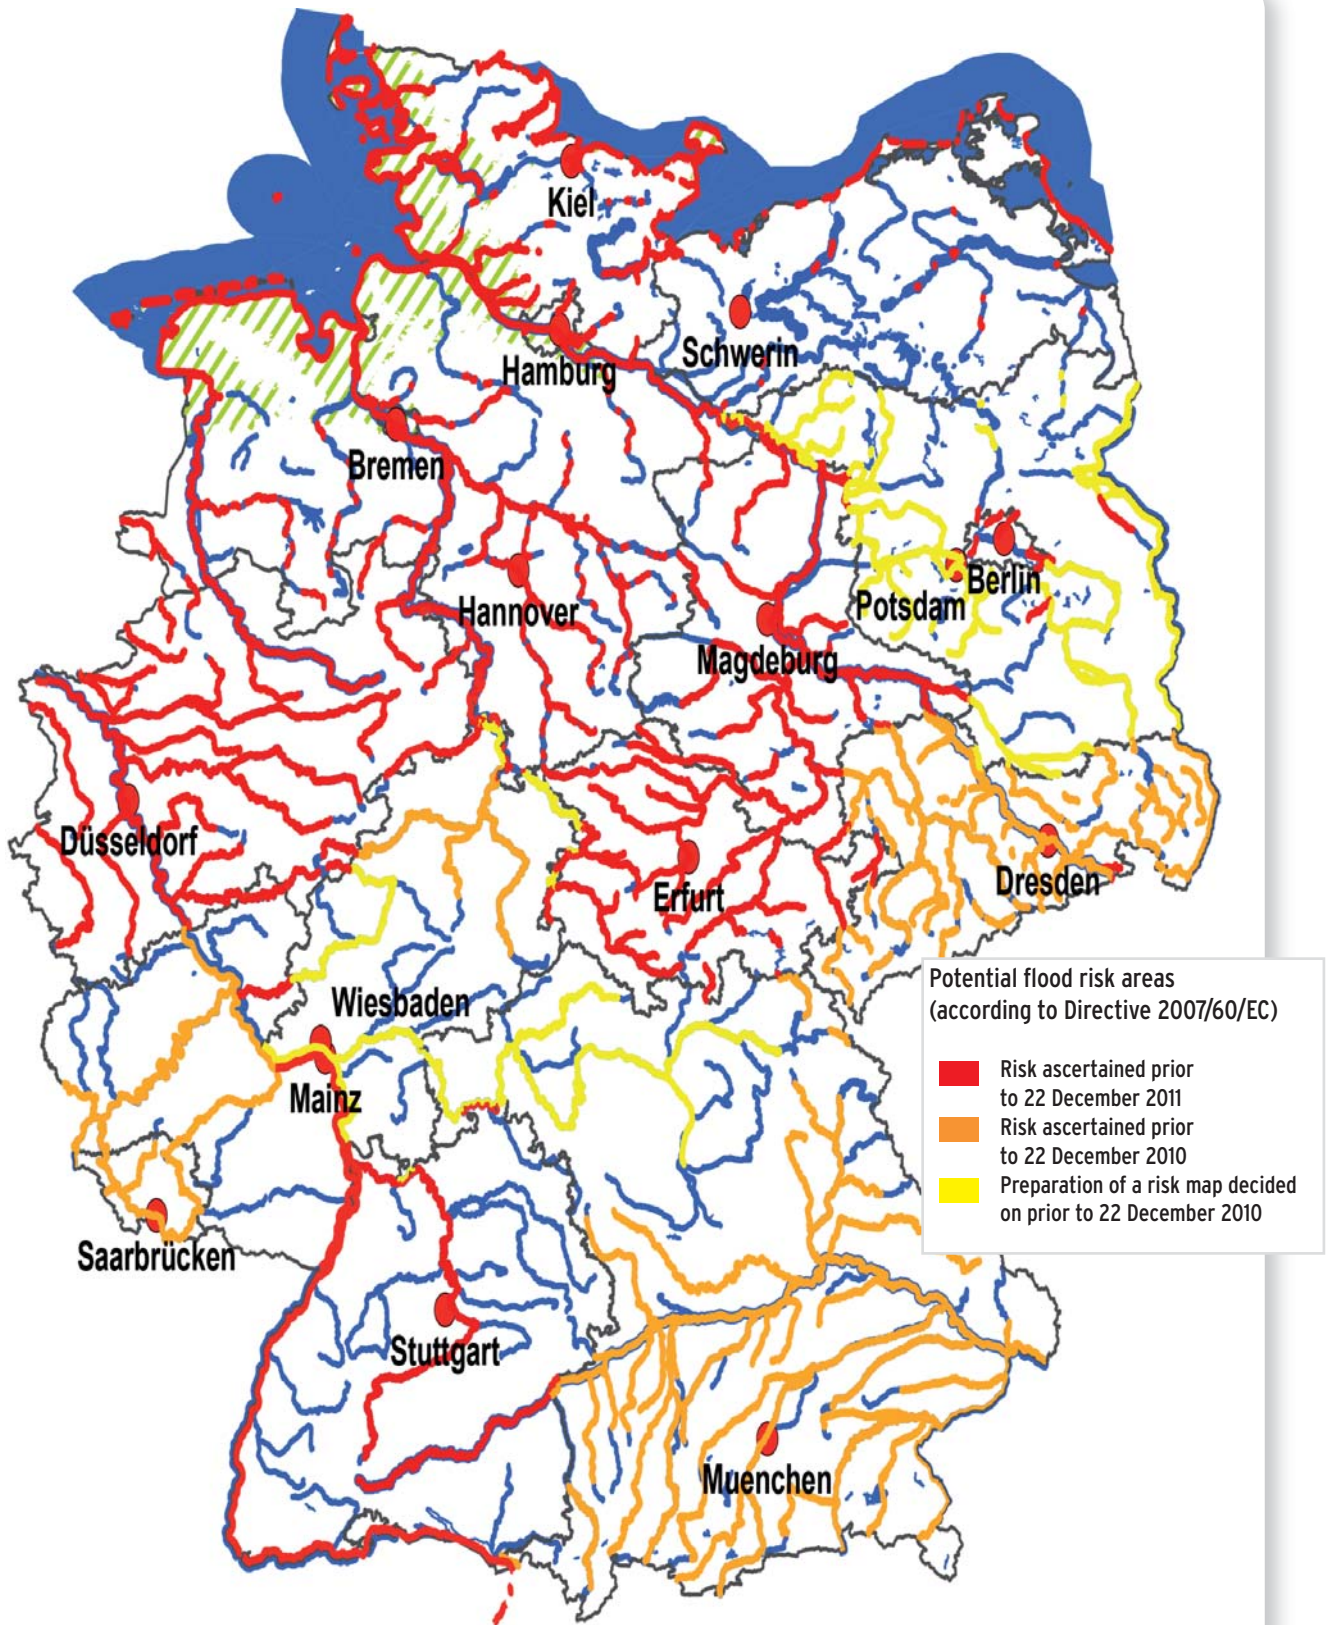 Kiel
Schwerin
Hamburg
Bremen
Berlin
Hannover
Potsdam
Magdeburg
Düsseldorf
Dresden
Erfurt
Potential flood risk areas
(according to Directive 2007/60/EC)
Risk ascertained prior
to 22 December 2011
Risk ascertained prior
to 22 December 2010
Preparation of a risk map decided
on prior to 22 December 2010
Wiesbaden
Mainz
Saarbrücken
Stuttgart
Muenchen